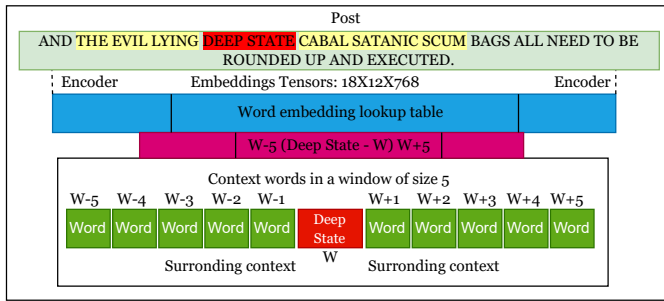 Post
AND THE EVIL LYING DEEP STATE CABAL SATANIC SCUM BAGS ALL NEED TO BE
ROUNDED UP AND EXECUTED.
Encoder Embeddings Tensors: 18X12X768 Encoder
Word embedding lookup table
W-5 (Deep State - W) W+5
Context words in a window of size 5
W-5 W-4 W-3 W-2 W-1 W+1 W+2 W+3 W+4 W+5
Word Word Word Word Word Deep State Word Word Word Word Word
W
Surronding context Surronding context